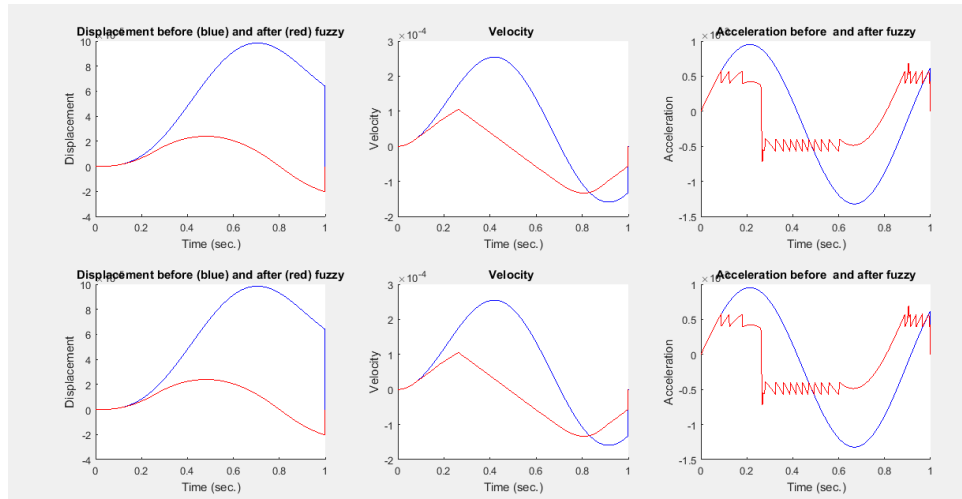 Displacement before (blue) and after (red) fuzzy
10
8
6
4
2
0
-2
-4
Displacement
0 0.2 0.4 0.6 0.8 1
Time (sec.)
Velocity
×10⁻⁴
3
2
1
0
-1
-2
Velocity
0 0.2 0.4 0.6 0.8 1
Time (sec.)
Acceleration before and after fuzzy
1
0.5
0
-0.5
-1
-1.5
Acceleration
0 0.2 0.4 0.6 0.8 1
Time (sec.)
Displacement before (blue) and after (red) fuzzy
10
8
6
4
2
0
-2
-4
Displacement
0 0.2 0.4 0.6 0.8 1
Time (sec.)
Velocity
×10⁻⁴
3
2
1
0
-1
-2
Velocity
0 0.2 0.4 0.6 0.8 1
Time (sec.)
Acceleration before and after fuzzy
1
0.5
0
-0.5
-1
-1.5
Acceleration
0 0.2 0.4 0.6 0.8 1
Time (sec.)